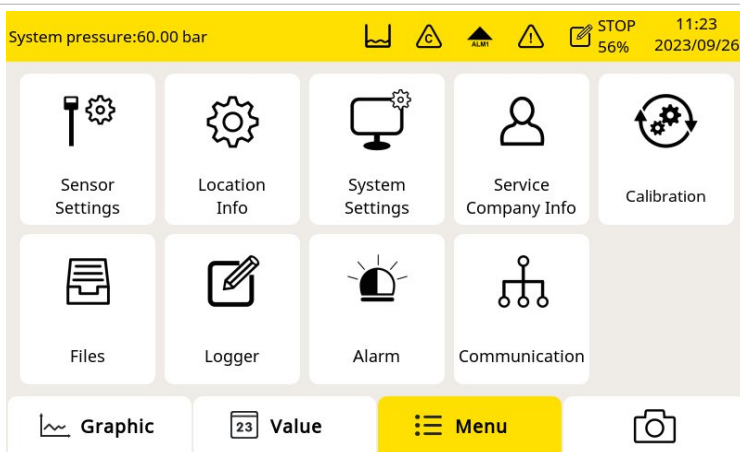 System pressure:60.00 bar
C
ALM1
!
STOP
56%
11:23
2023/09/26
Sensor
Settings
Location
Info
System
Settings
Service
Company Info
Calibration
Files
Logger
Alarm
Communication
Graphic
23
Value
Menu